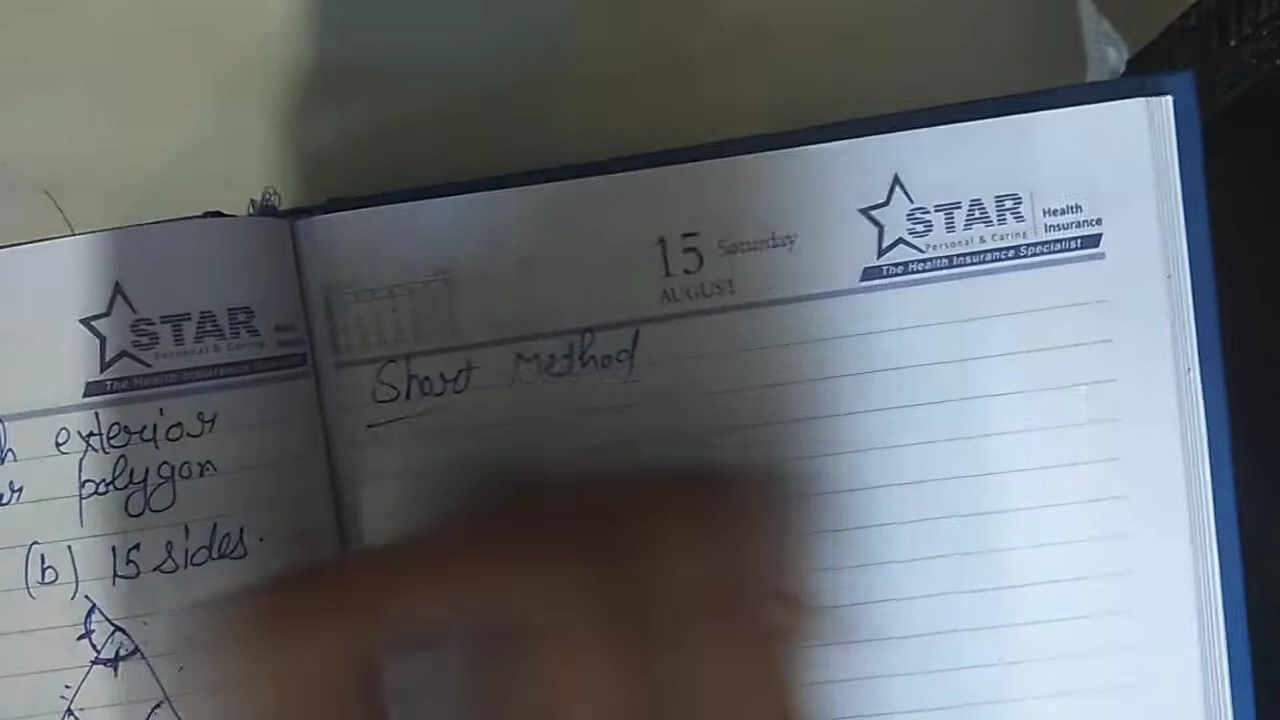 STAR
Personal & Caring
The Health Insurance
exterior
polygon
(b) 15 sides.
15 Saturday
AUGUST
STAR Health Insurance
Personal & Caring
The Health Insurance Specialist
Short Method